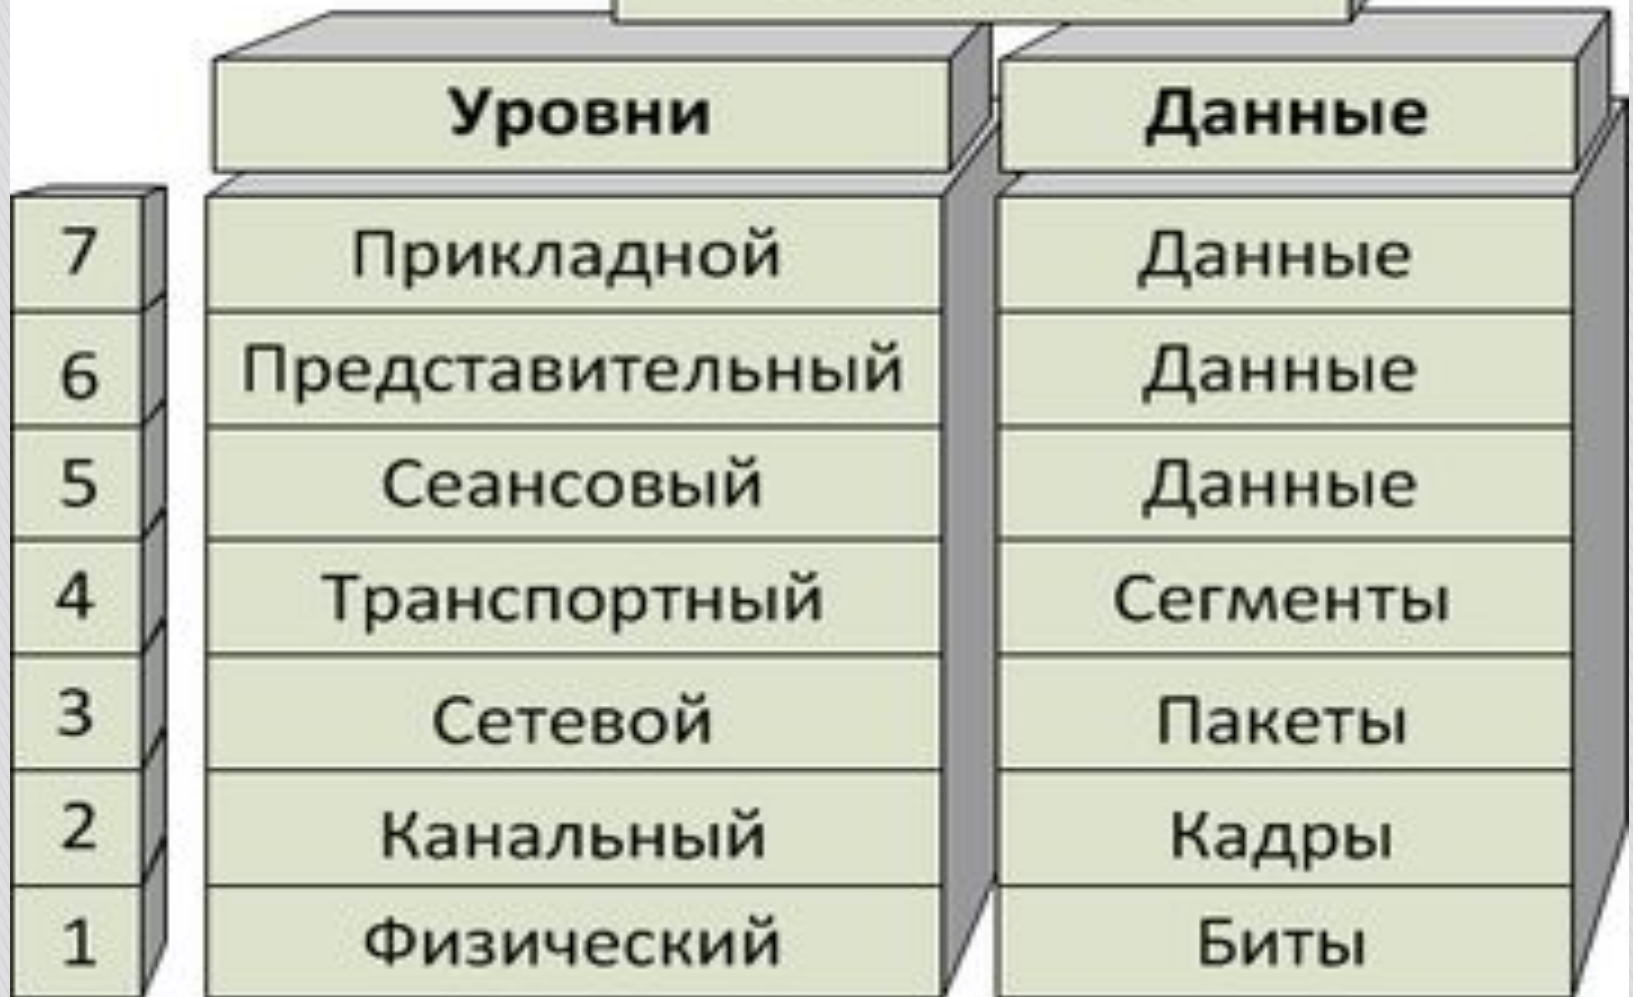 Уровни Данные
7 Прикладной Данные
6 Представительный Данные
5 Сеансовый Данные
4 Транспортный Сегменты
3 Сетевой Пакеты
2 Канальный Кадры
1 Физический Биты